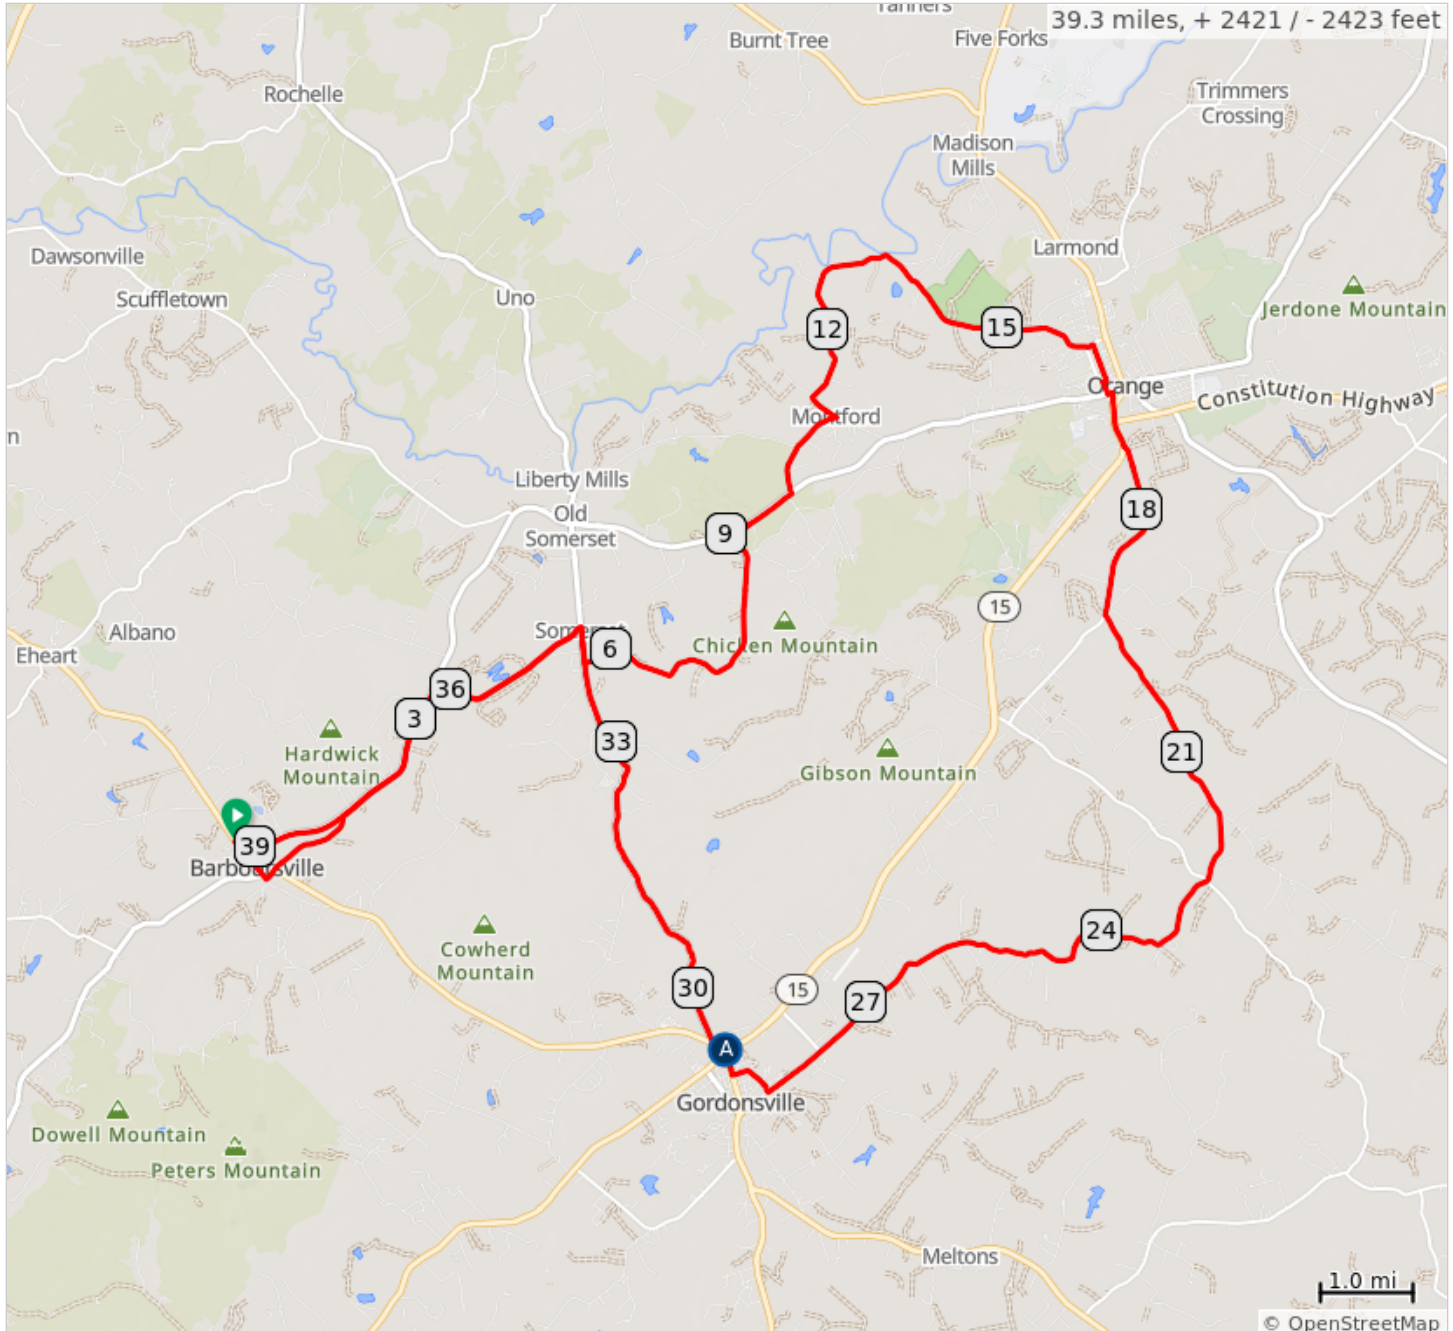 Tanners
39.3 miles, + 2421 / - 2423 feet
Burnt Tree
Five Forks
Rochelle
Trimmers
Crossing
Madison
Mills
Dawsonville
Larmond
Scuffletown
Uno
Jerdone Mountain
12
15
Orange
Constitution Highway
Montford
n
Liberty Mills
Old
Somerset
18
9
15
Albano
Somerset
6
Chicken Mountain
Eheart
36
3
33
Hardwick
Mountain
21
Gibson Mountain
39
Barboursville
24
Cowherd
Mountain
30
15
27
A
Gordonsville
Dowell Mountain
Peters Mountain
Meltons
1.0 mi
© OpenStreetMap